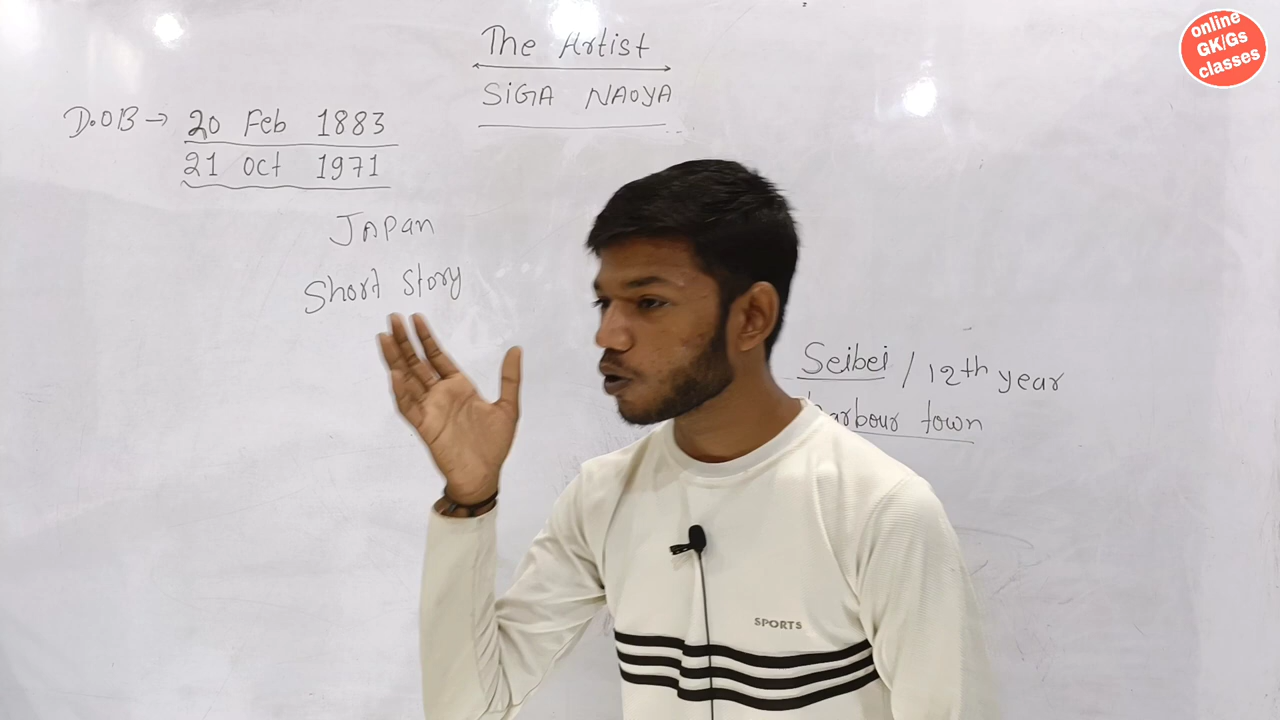 The Artist
SIGA NAOYA
D.OB → 20 Feb 1883
21 oct 1971
JAPan
Short Story
Seibei / 12th year
harbour town
SPORTS
online
GK/Gs
classes